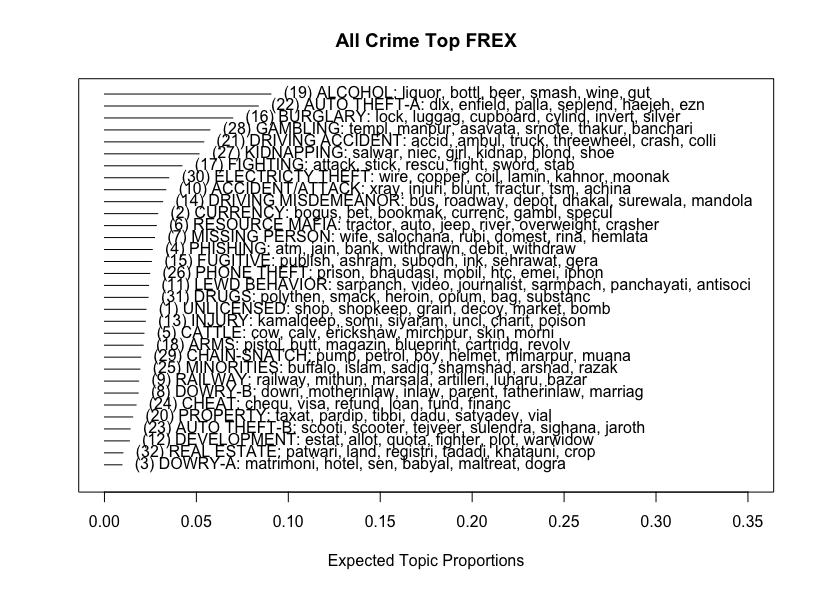 All Crime Top FREX
(19) ALCOHOL: liquor, bottl, beer, smash, wine, gut
(22) AUTO THEFT-A: dlx, enfield, palla, seplend, haejeh, ezn
(16) BURGLARY: lock, luggag, cupboard, cylind, invert, silver
(28) GAMBLING: templ, manpur, asavata, srnote, thakur, banchari
(21) DRIVING ACCIDENT: accid, ambul, truck, threewheel, crash, colli
(27) KIDNAPPING: salwar, niec, girl, kidnap, blond, shoe
(17) FIGHTING: attack, stick, rescu, fight, sword, stab
(30) ELECTRICTY THEFT: wire, copper, coil, lamin, kahnor, moonak
(10) ACCIDENT/ATTACK: xray, injuri, blunt, fractur, tsm, achina
(14) DRIVING MISDEMEANOR: bus, roadway, depot, dhakal, surewala, mandola
(2) CURRENCY: bogus, bet, bookmak, currenc, gambl, specul
(6) RESOURCE MAFIA: tractor, auto, jeep, river, overweight, crasher
(7) MISSING PERSON: wife, salochana, rubi, domest, rina, hemlata
(4) PHISHING: atm, jain, bank, withdrawn, debit, withdraw
(15) FUGITIVE: publish, ashram, subodh, ink, sehrawat, gera
(26) PHONE THEFT: prison, bhaudasi, mobil, htc, emei, iphon
(11) LEWD BEHAVIOR: sarpanch, video, journalist, sarmpach, panchayati, antisoci
(31) DRUGS: polythen, smack, heroin, opium, bag, substanc
(1) UNLICENSED: shop, shopkeep, grain, decoy, market, bomb
(13) INJURY: kamaldeep, somi, siyaram, uncl, charit, poison
(5) CATTLE: cow, calv, erickshaw, mirchpur, skin, morni
(18) ARMS: pistol, butt, magazin, blueprint, cartridg, revolv
(29) CHAIN-SNATCH: pump, petrol, boy, helmet, mlmarpur, muana
(25) MINORITIES: buffalo, islam, sadiq, shamshad, arshad, razak
(9) RAILWAY: railway, mithun, marsala, artilleri, luharu, bazar
(8) DOWRY-B: down, motherinlaw, inlaw, parent, fatherinlaw, marriag
(24) CHEAT: chequ, visa, refund, loan, fund, financ
(20) PROPERTY: taxat, pardip, tibbi, dadu, satyadev, vial
(23) AUTO THEFT-B: scooti, scooter, tejveer, sulendra, sighana, jaroth
(12) DEVELOPMENT: estat, allot, quota, fighter, plot, warwidow
(32) REAL ESTATE: patwari, land, registri, tadadi, khatauni, crop
(3) DOWRY-A: matrimoni, hotel, sen, babyal, maltreat, dogra
0.00 0.05 0.10 0.15 0.20 0.25 0.30 0.35
Expected Topic Proportions